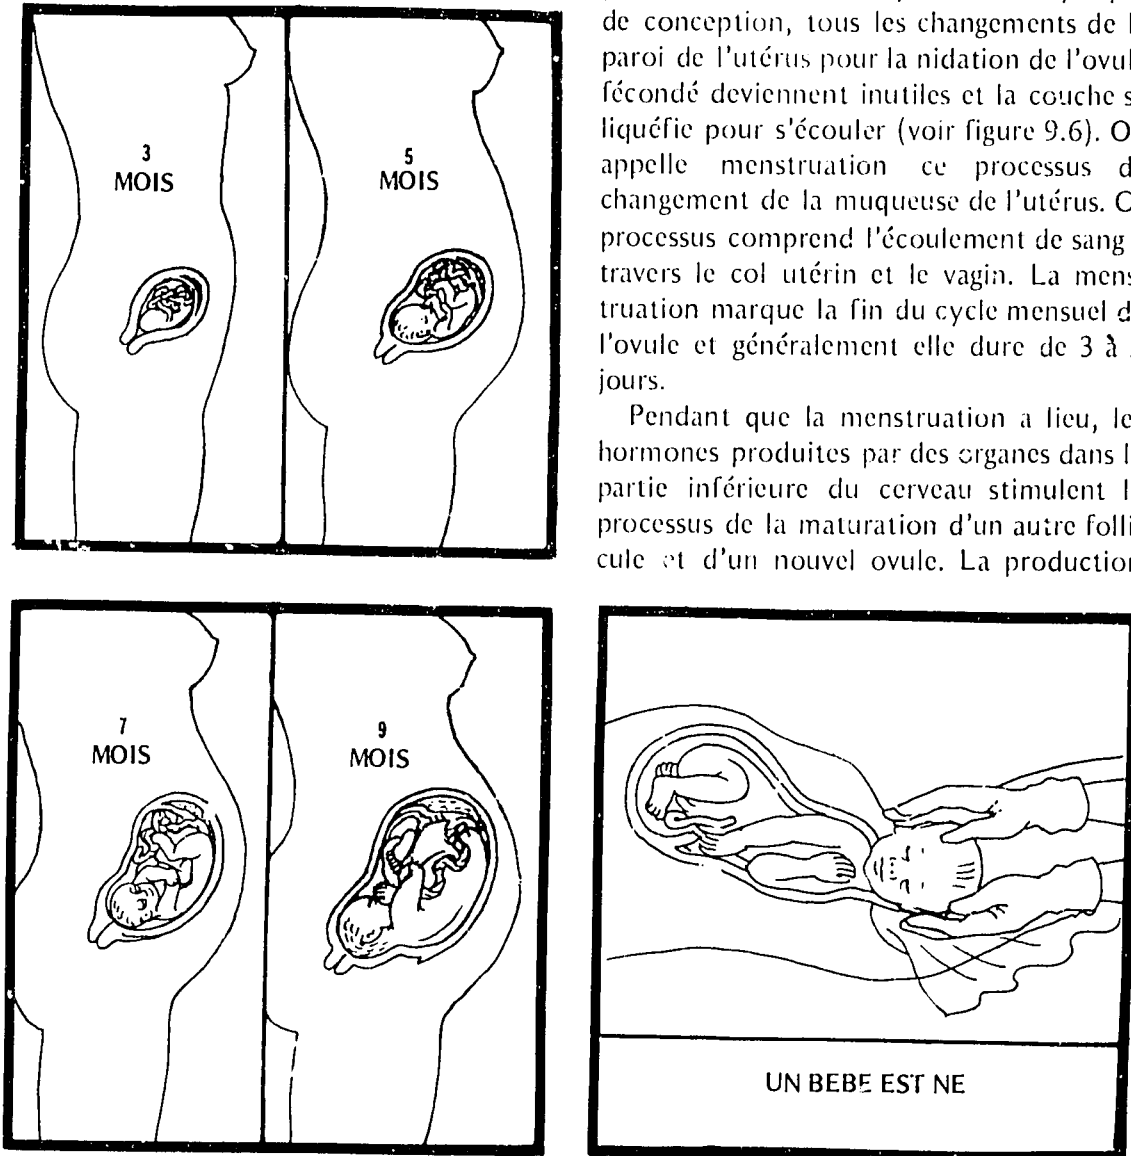 de conception, tous les changements de l
paroi de l'utérus pour la nidation de l'ovul
fécondé deviennent inutiles et la couche s
liquéfie pour s'écouler (voir figure 9.6). O
appelle menstruation ce processus d
changement de la muqueuse de l'utérus. C
processus comprend l'écoulement de sang
travers le col utérin et le vagin. La mens
truation marque la fin du cycle mensuel d
l'ovule et généralement elle dure de 3 à
jours.
Pendant que la menstruation a lieu, le
hormones produites par des organes dans l
partie inférieure du cerveau stimulent l
processus de la maturation d'un autre folli
cule et d'un nouvel ovule. La production
3
MOIS
5
MOIS
7
MOIS
9
MOIS
UN BEBE EST NE